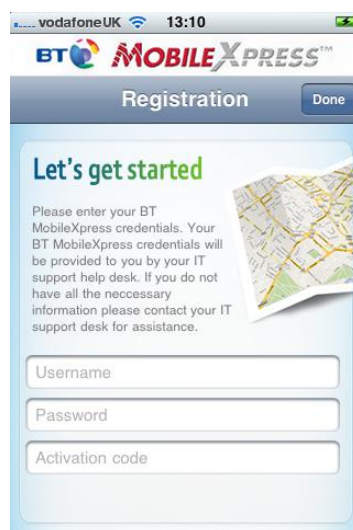 vodafone UK 13:10
BT MOBILEXPRESS™
Registration Done
Let's get started
Please enter your BT
MobileXpress credentials. Your
BT MobileXpress credentials will
be provided to you by your IT
support help desk. If you do not
have all the neccessary
information please contact your IT
support desk for assistance.
Username
Password
Activation code